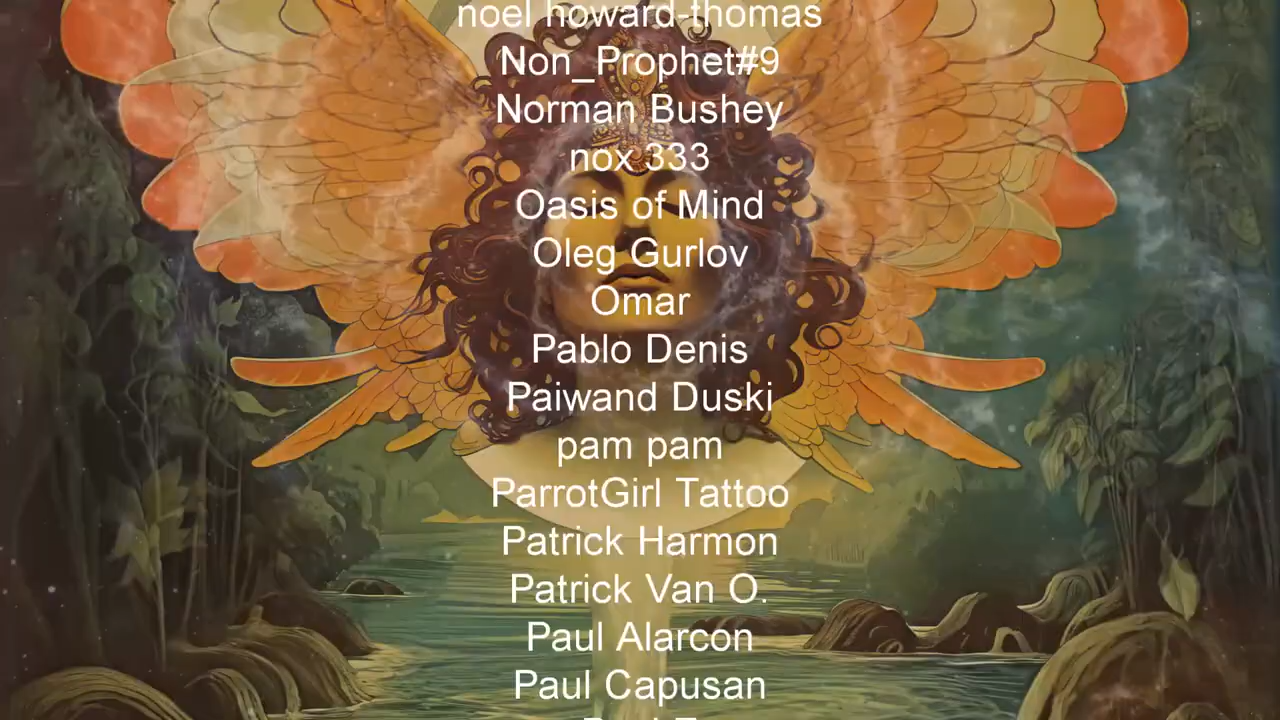 noel howard-thomas
Non_Prophet#9
Norman Bushey
nox 333
Oasis of Mind
Oleg Gurlov
Omar
Pablo Denis
Paiwand Duski
pam pam
ParrotGirl Tattoo
Patrick Harmon
Patrick Van O.
Paul Alarcon
Paul Capusan